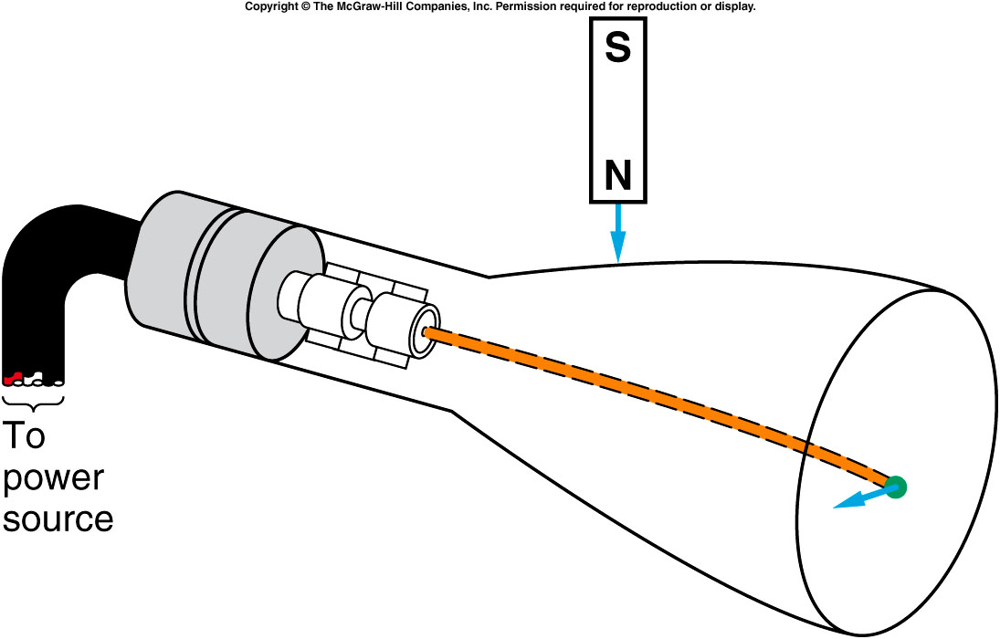 Copyright © The McGraw-Hill Companies, Inc. Permission required for reproduction or display.
S
N
To
power
source